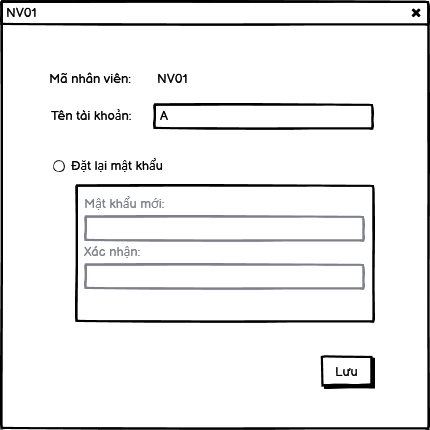 NV01
Mã nhân viên: NV01
Tên tài khoản: A
Đặt lại mật khẩu
Mật khẩu mới:
Xác nhận:
Lưu